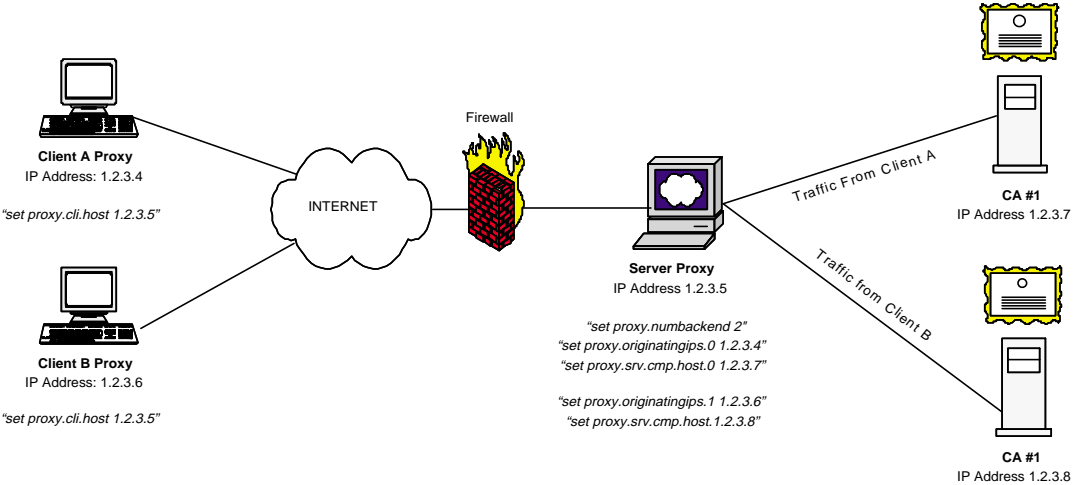 Client A Proxy
IP Address: 1.2.3.4
“set proxy.cli.host 1.2.3.5”
Client B Proxy
IP Address: 1.2.3.6
“set proxy.cli.host 1.2.3.5”
INTERNET
Firewall
Server Proxy
IP Address 1.2.3.5
“set proxy.numbackend 2"
“set proxy.originatingips.0 1.2.3.4”
“set proxy.srv.cmp.host.0 1.2.3.7”
“set proxy.originatingips.1 1.2.3.6”
“set proxy.srv.cmp.host.1.2.3.8”
Traffic From Client A
Traffic from Client B
CA #1
IP Address 1.2.3.7
CA #1
IP Address 1.2.3.8